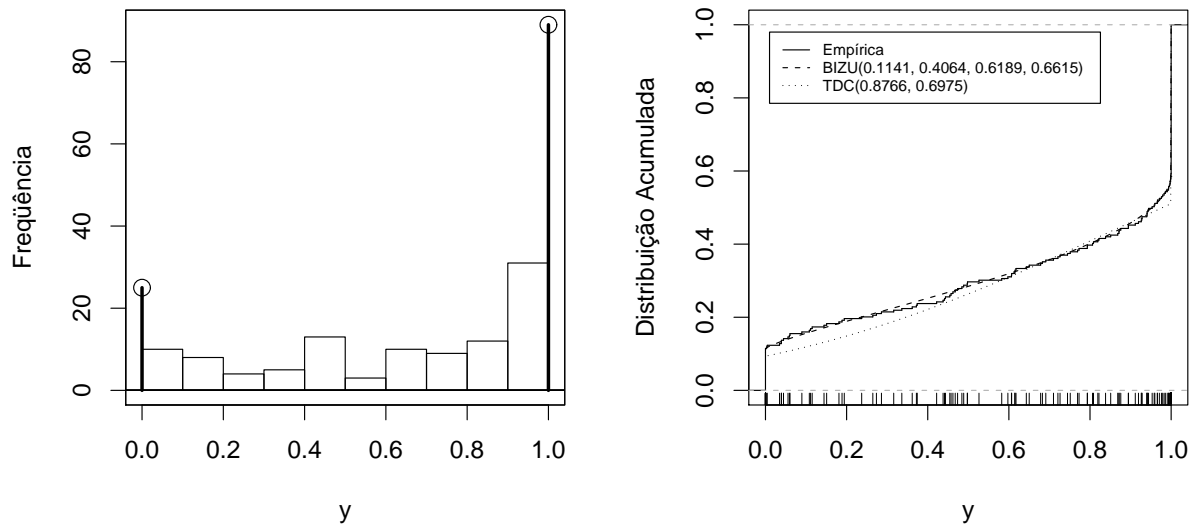 Freqüência
80
60
40
20
0
0.0 0.2 0.4 0.6 0.8 1.0
y
Distribuição Acumulada
1.0
0.8
0.6
0.4
0.2
0.0
Empírica
BIZU(0.1141, 0.4064, 0.6189, 0.6615)
TDC(0.8766, 0.6975)
0.0 0.2 0.4 0.6 0.8 1.0
y